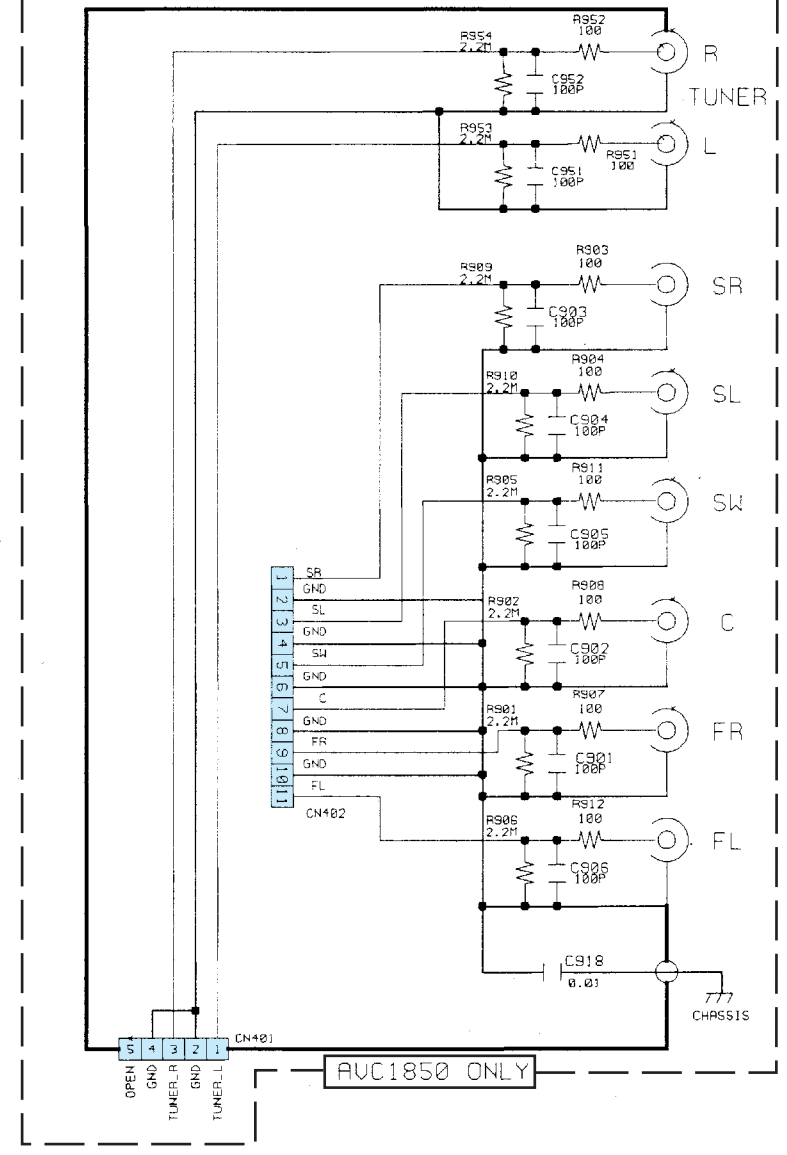 R952
100
R954
2.2M
R
C952
100P
TUNER
R953
2.2M
L
R951
100
C951
100P
R903
100
R909
2.2M
SR
C903
100P
R904
100
R910
2.2M
SL
C904
100P
R911
100
R905
2.2M
SW
C905
100P
R908
100
R902
2.2M
C
C902
100P
R907
100
R901
2.2M
FR
C901
100P
R912
100
R906
2.2M
FL
C906
100P
1 SR
2 GND
3 SL
4 GND
5 SW
6 GND
7 C
8 GND
9 FR
10 GND
11 FL
CN402
C918
0.01
CHASSIS
CN401
5 4 3 2 1
OPEN
GND
TUNER_R
GND
TUNER_L
AVC1850 ONLY